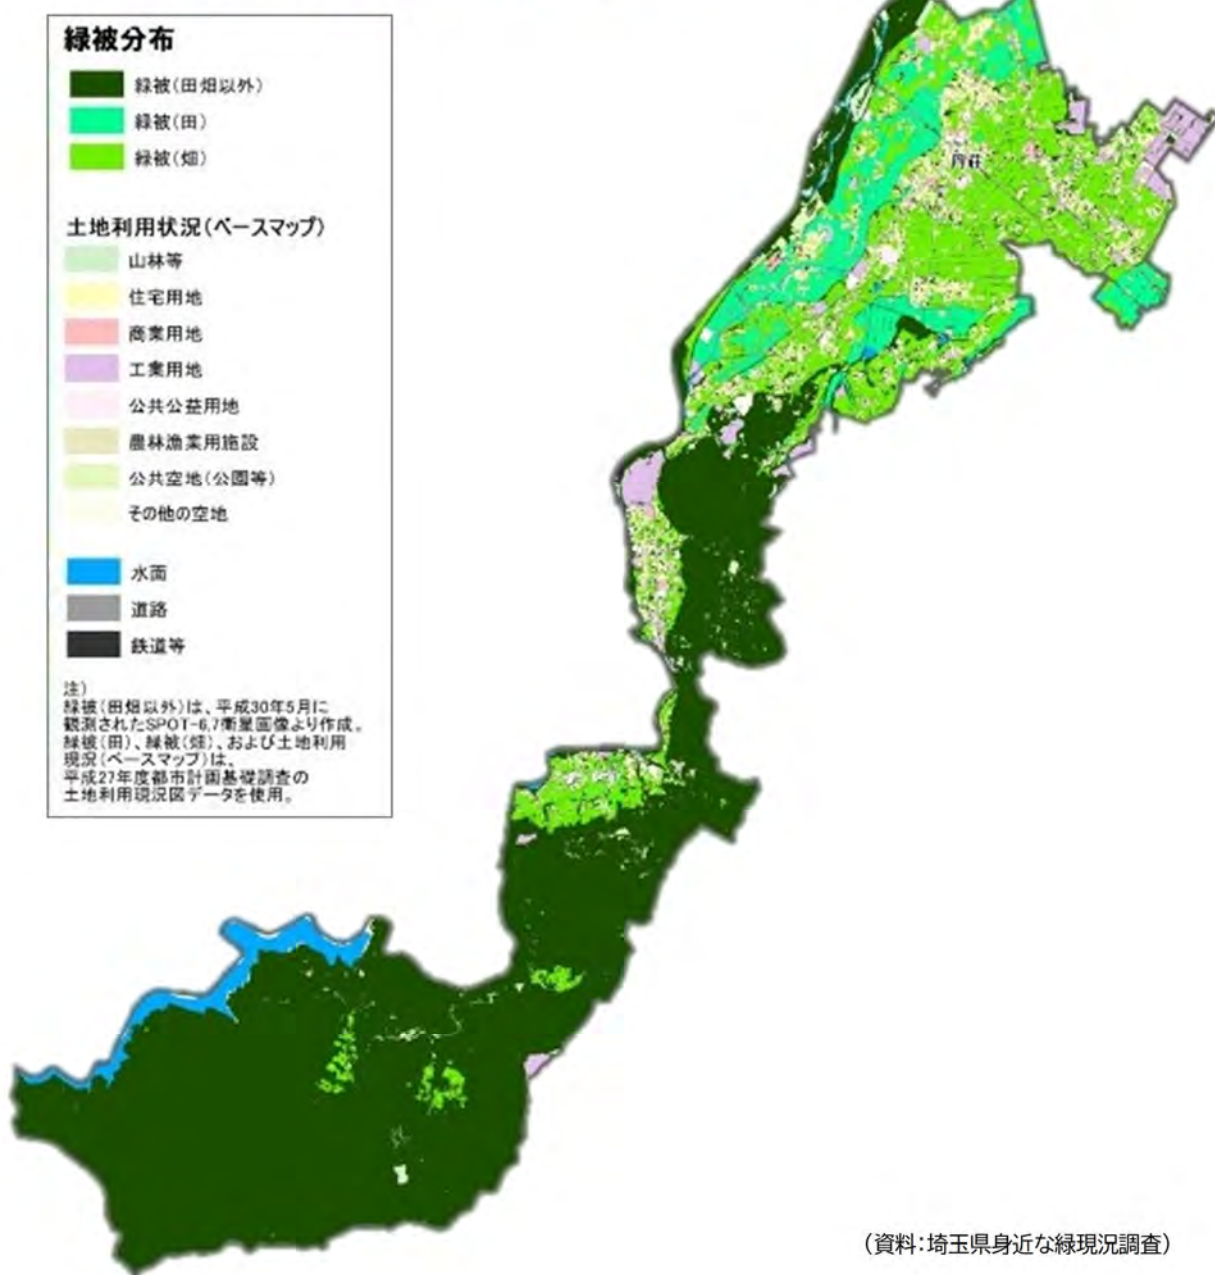 緑被分布
緑被(田畑以外)
緑被(田)
緑被(畑)
土地利用状況(ベースマップ)
山林等
住宅用地
商業用地
工業用地
公共公益用地
農林漁業用施設
公共空地(公園等)
その他の空地
水面
道路
鉄道等
注)
緑被(田畑以外)は、平成30年5月に
観測されたSPOT-6,7衛星画像より作成。
緑被(田)、緑被(畑)、および土地利用
現況(ベースマップ)は、
平成27年度都市計画基礎調査の
土地利用現況図データを使用。
(資料:埼玉県身近な緑現況調査)